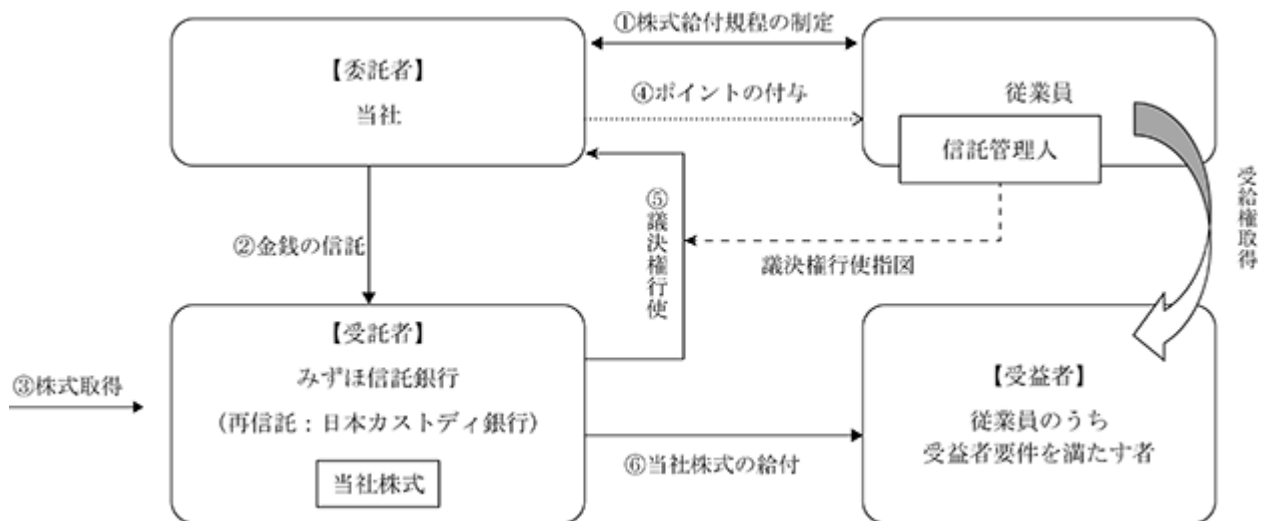 ①株式給付規程の制定
【委託者】
当社
④ポイントの付与
従業員
信託管理人
受給権取得
②金銭の信託
⑤議決権行使
議決権行使指図
【受託者】
みずほ信託銀行
(再信託:日本カストディ銀行)
当社株式
③株式取得
【受益者】
従業員のうち
受益者要件を満たす者
⑥当社株式の給付